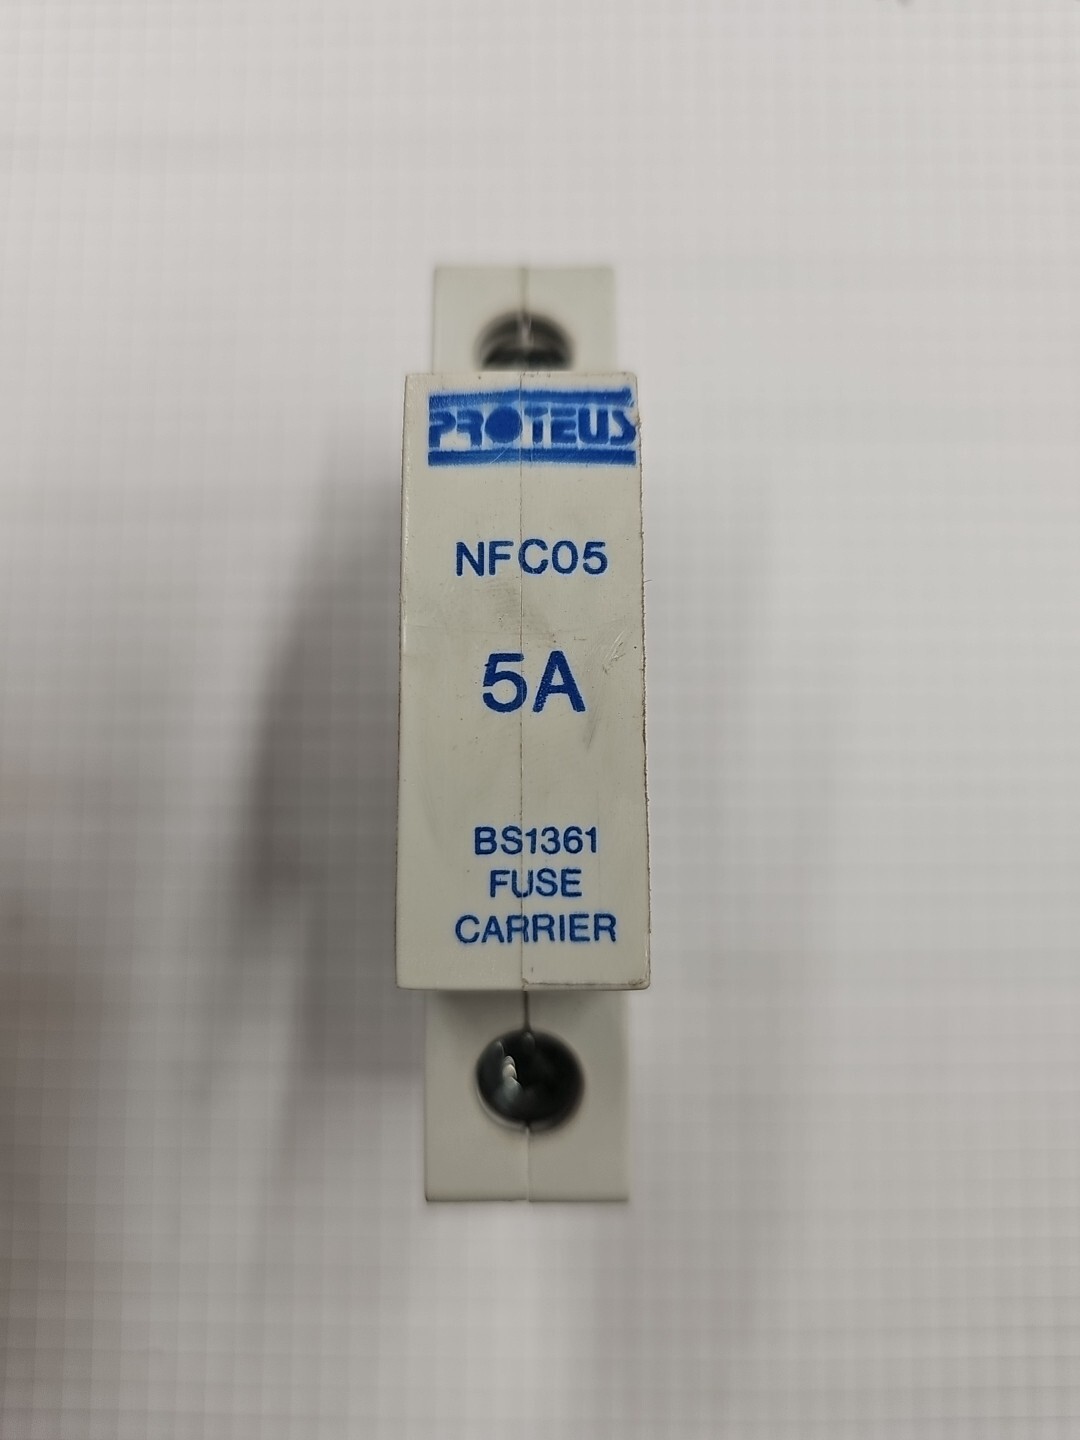 PROTEUS
NFC05
5A
BS1361
FUSE
CARRIER